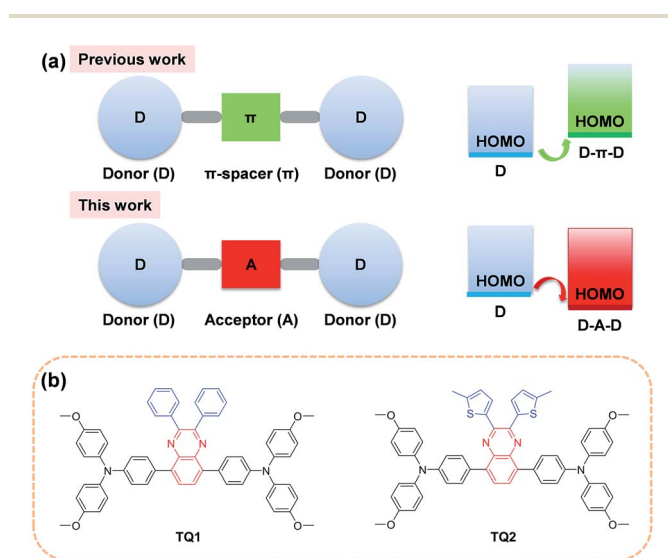 (a)
Previous work
D
π
D
HOMO
HOMO
Donor (D)
π-spacer (π)
Donor (D)
D
D-π-D
This work
D
A
D
HOMO
HOMO
Donor (D)
Acceptor (A)
Donor (D)
D
D-A-D
(b)
O
O
N
N
N
N
O
O
TQ1
S
S
O
O
N
N
N
N
O
O
TQ2